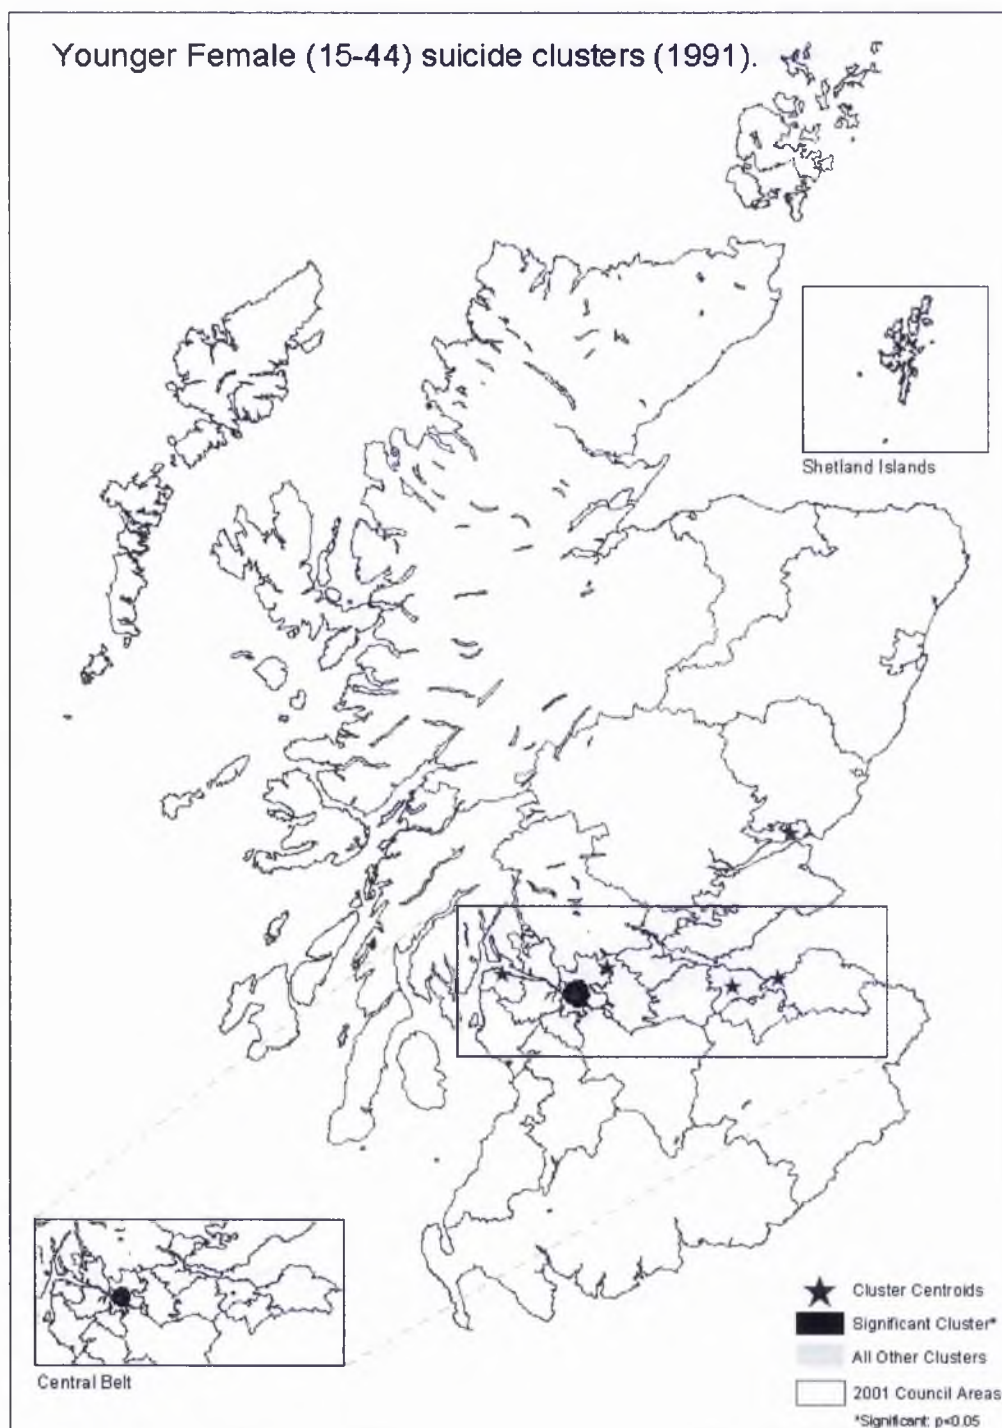 Younger Female (15-44) suicide clusters (1991).
Shetland Islands
Central Belt
Cluster Centroids
Significant Cluster*
All Other Clusters
2001 Council Areas
*Significant: p<0.05